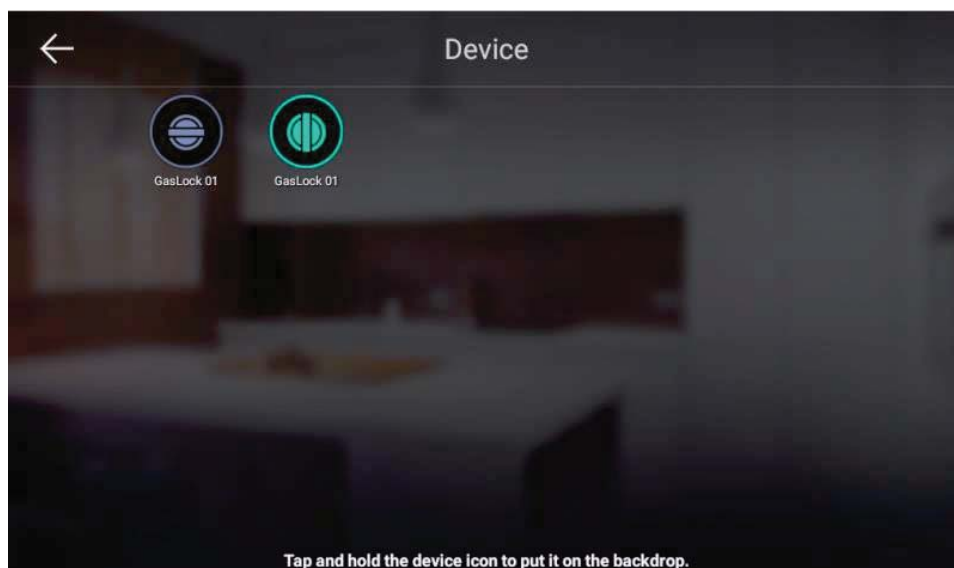 Device
GasLock 01
GasLock 01
Tap and hold the device icon to put it on the backdrop.